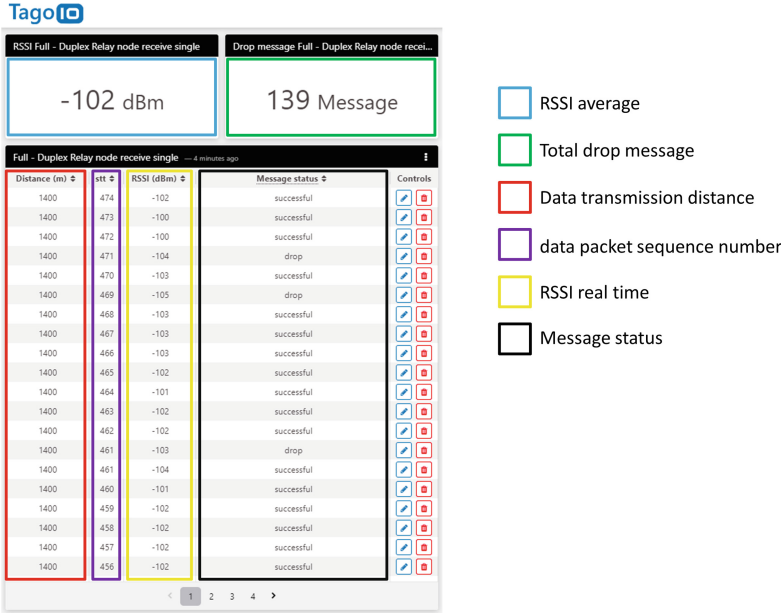 TagoIO
RSSI Full - Duplex Relay node receive single
Drop message Full - Duplex Relay node recei...
-102 dBm
139 Message
Full - Duplex Relay node receive single — 4 minutes ago
Distance (m) stt RSSI (dBm) Message status Controls
1400 474 -102 successful
1400 473 -100 successful
1400 472 -100 successful
1400 471 -104 drop
1400 470 -103 successful
1400 469 -105 drop
1400 468 -103 successful
1400 467 -103 successful
1400 466 -103 successful
1400 465 -102 successful
1400 464 -101 successful
1400 463 -102 successful
1400 462 -102 successful
1400 461 -103 drop
1400 461 -104 successful
1400 460 -101 successful
1400 459 -102 successful
1400 458 -102 successful
1400 457 -102 successful
1400 456 -102 successful
1 2 3 4
RSSI average
Total drop message
Data transmission distance
data packet sequence number
RSSI real time
Message status